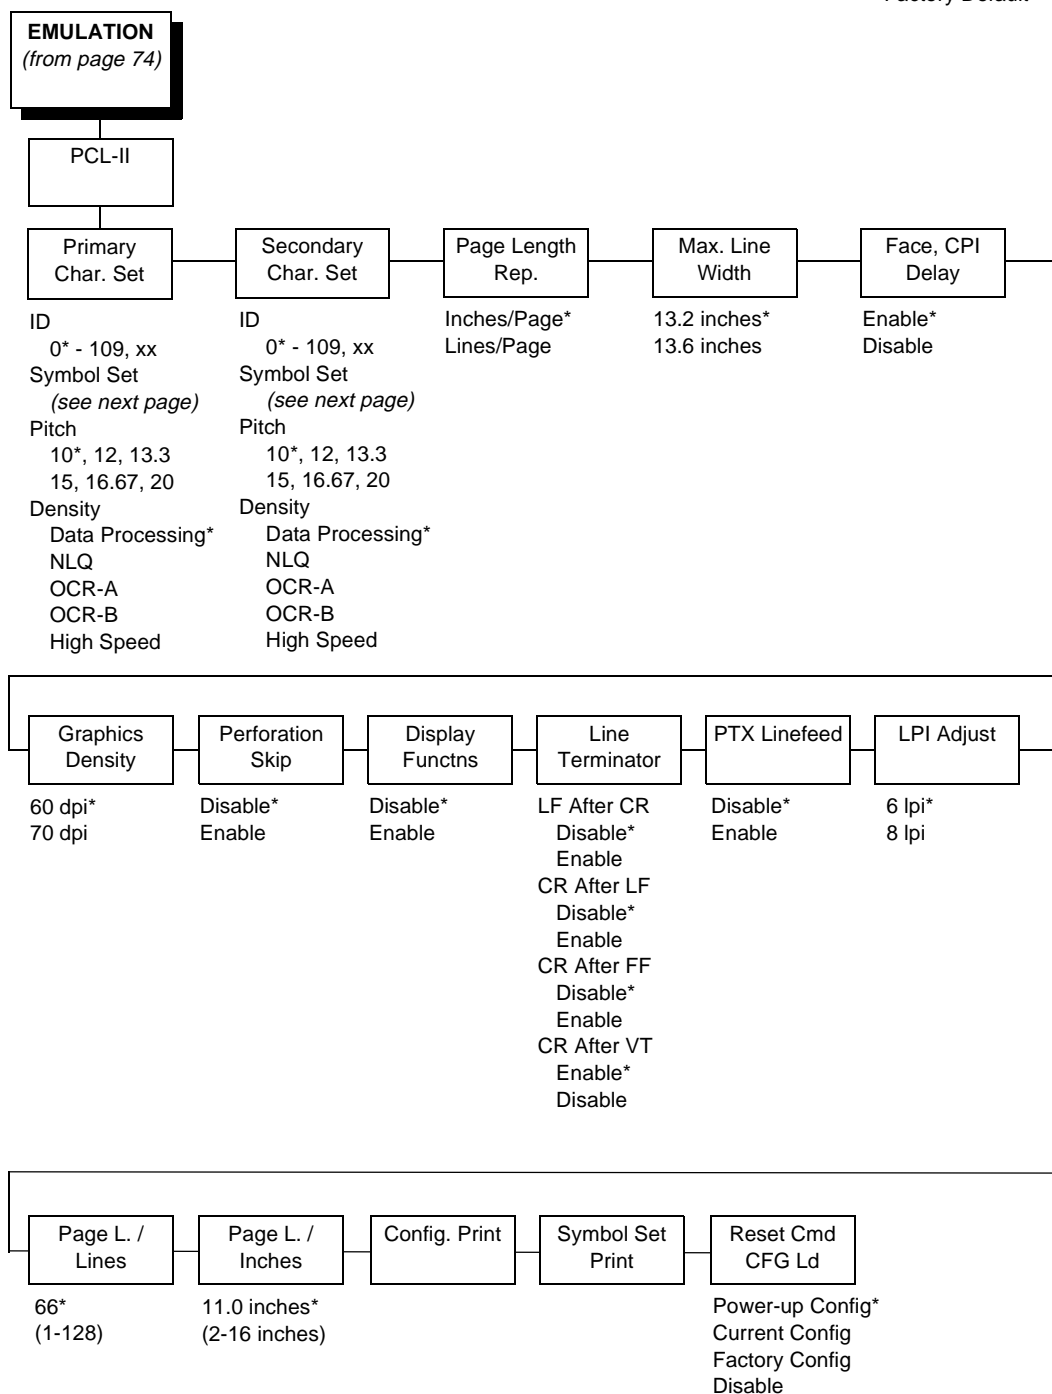 Factory Default
EMULATION
(from page 74)
PCL-II
Primary
Char. Set
ID
0* - 109, xx
Symbol Set
(see next page)
Pitch
10*, 12, 13.3
15, 16.67, 20
Density
Data Processing*
NLQ
OCR-A
OCR-B
High Speed
Secondary
Char. Set
ID
0* - 109, xx
Symbol Set
(see next page)
Pitch
10*, 12, 13.3
15, 16.67, 20
Density
Data Processing*
NLQ
OCR-A
OCR-B
High Speed
Page Length
Rep.
Inches/Page*
Lines/Page
Max. Line
Width
13.2 inches*
13.6 inches
Face, CPI
Delay
Enable*
Disable
Graphics
Density
60 dpi*
70 dpi
Perforation
Skip
Disable*
Enable
Display
Functns
Disable*
Enable
Line
Terminator
LF After CR
Disable*
Enable
CR After LF
Disable*
Enable
CR After FF
Disable*
Enable
CR After VT
Enable*
Disable
PTX Linefeed
Disable*
Enable
LPI Adjust
6 lpi*
8 lpi
Page L. /
Lines
66*
(1-128)
Page L. /
Inches
11.0 inches*
(2-16 inches)
Config. Print
Symbol Set
Print
Reset Cmd
CFG Ld
Power-up Config*
Current Config
Factory Config
Disable